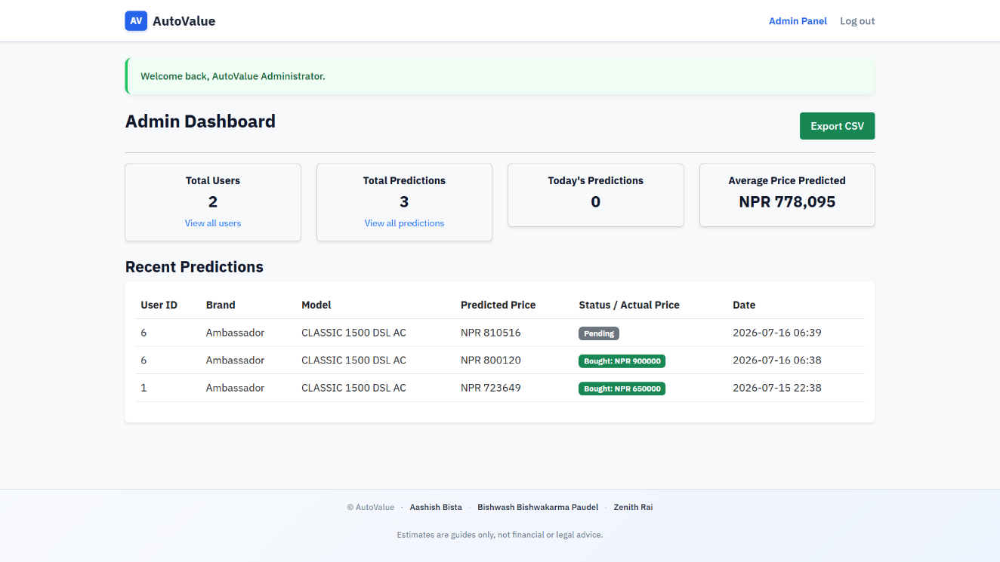 AV AutoValue Admin Panel Log out
Welcome back, AutoValue Administrator.
Admin Dashboard Export CSV
Total Users Total Predictions Today's Predictions Average Price Predicted
2 3 0 NPR 778,095
View all users View all predictions
Recent Predictions
User ID Brand Model Predicted Price Status / Actual Price Date
6 Ambassador CLASSIC 1500 DSL AC NPR 810516 Pending 2026-07-16 06:39
6 Ambassador CLASSIC 1500 DSL AC NPR 800120 Bought: NPR 900000 2026-07-16 06:38
1 Ambassador CLASSIC 1500 DSL AC NPR 723649 Bought: NPR 650000 2026-07-15 22:38
© AutoValue · Aashish Bista · Bishwash Bishwakarma Paudel · Zenith Rai
Estimates are guides only, not financial or legal advice.